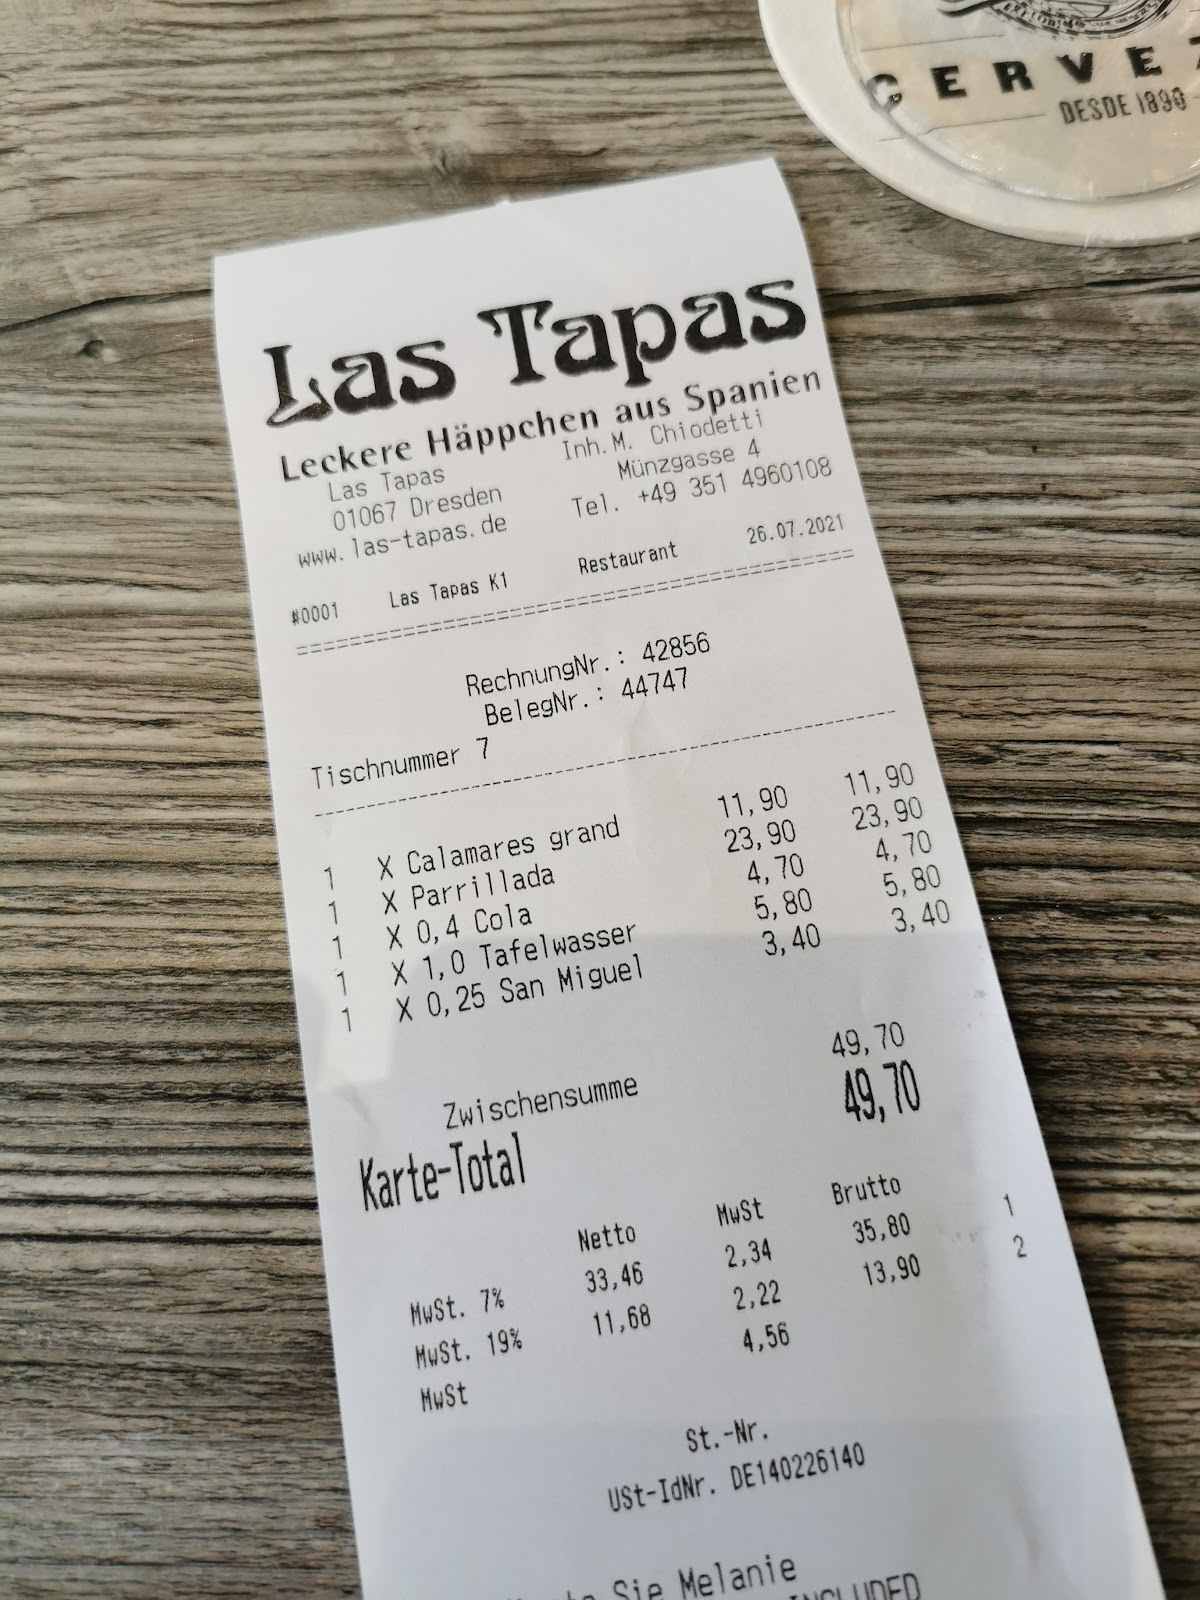 CERVEZ
DESDE 1890
Las Tapas
Leckere Häppchen aus Spanien
Las Tapas Inh. M. Chiodetti
01067 Dresden Münzgasse 4
www.las-tapas.de Tel. +49 351 4960108
#0001 Las Tapas K1 Restaurant 26.07.2021
RechnungNr.: 42856
BelegNr.: 44747
Tischnummer 7
1 X Calamares grand 11,90 11,90
1 X Parrillada 23,90 23,90
1 X 0,4 Cola 4,70 4,70
1 X 1,0 Tafelwasser 5,80 5,80
1 X 0,25 San Miguel 3,40 3,40
Zwischensumme 49,70
Karte-Total 49,70
Netto MwSt Brutto
MwSt. 7% 33,46 2,34 35,80 1
MwSt. 19% 11,68 2,22 13,90 2
MwSt 4,56
St.-Nr.
USt-IdNr. DE140226140
Sie Melanie
INCLUDED